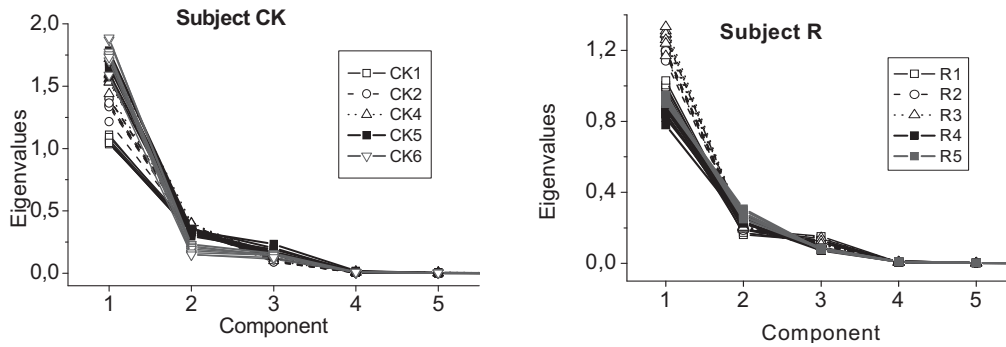 Subject CK
2,0
1,5
1,0
0,5
0,0
Eigenvalues
CK1
CK2
CK4
CK5
CK6
1 2 3 4 5
Component
Subject R
1,2
0,8
0,4
0,0
Eigenvalues
R1
R2
R3
R4
R5
1 2 3 4 5
Component